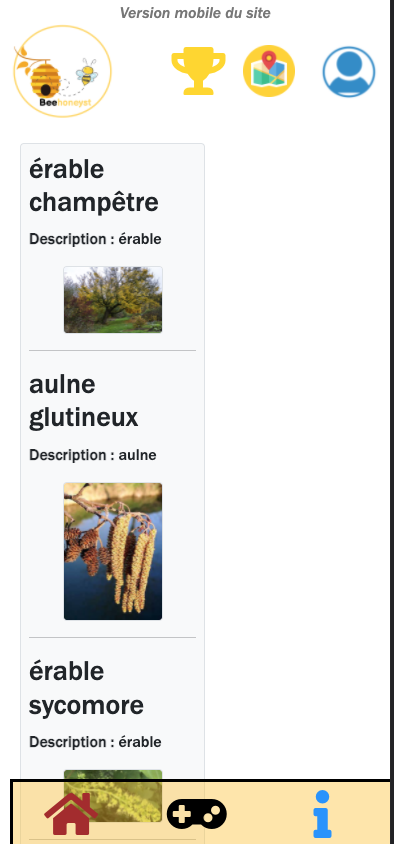 Version mobile du site
Beehoneyst
érable
champêtre
Description : érable
aulne
glutineux
Description : aulne
érable
sycomore
Description : érable